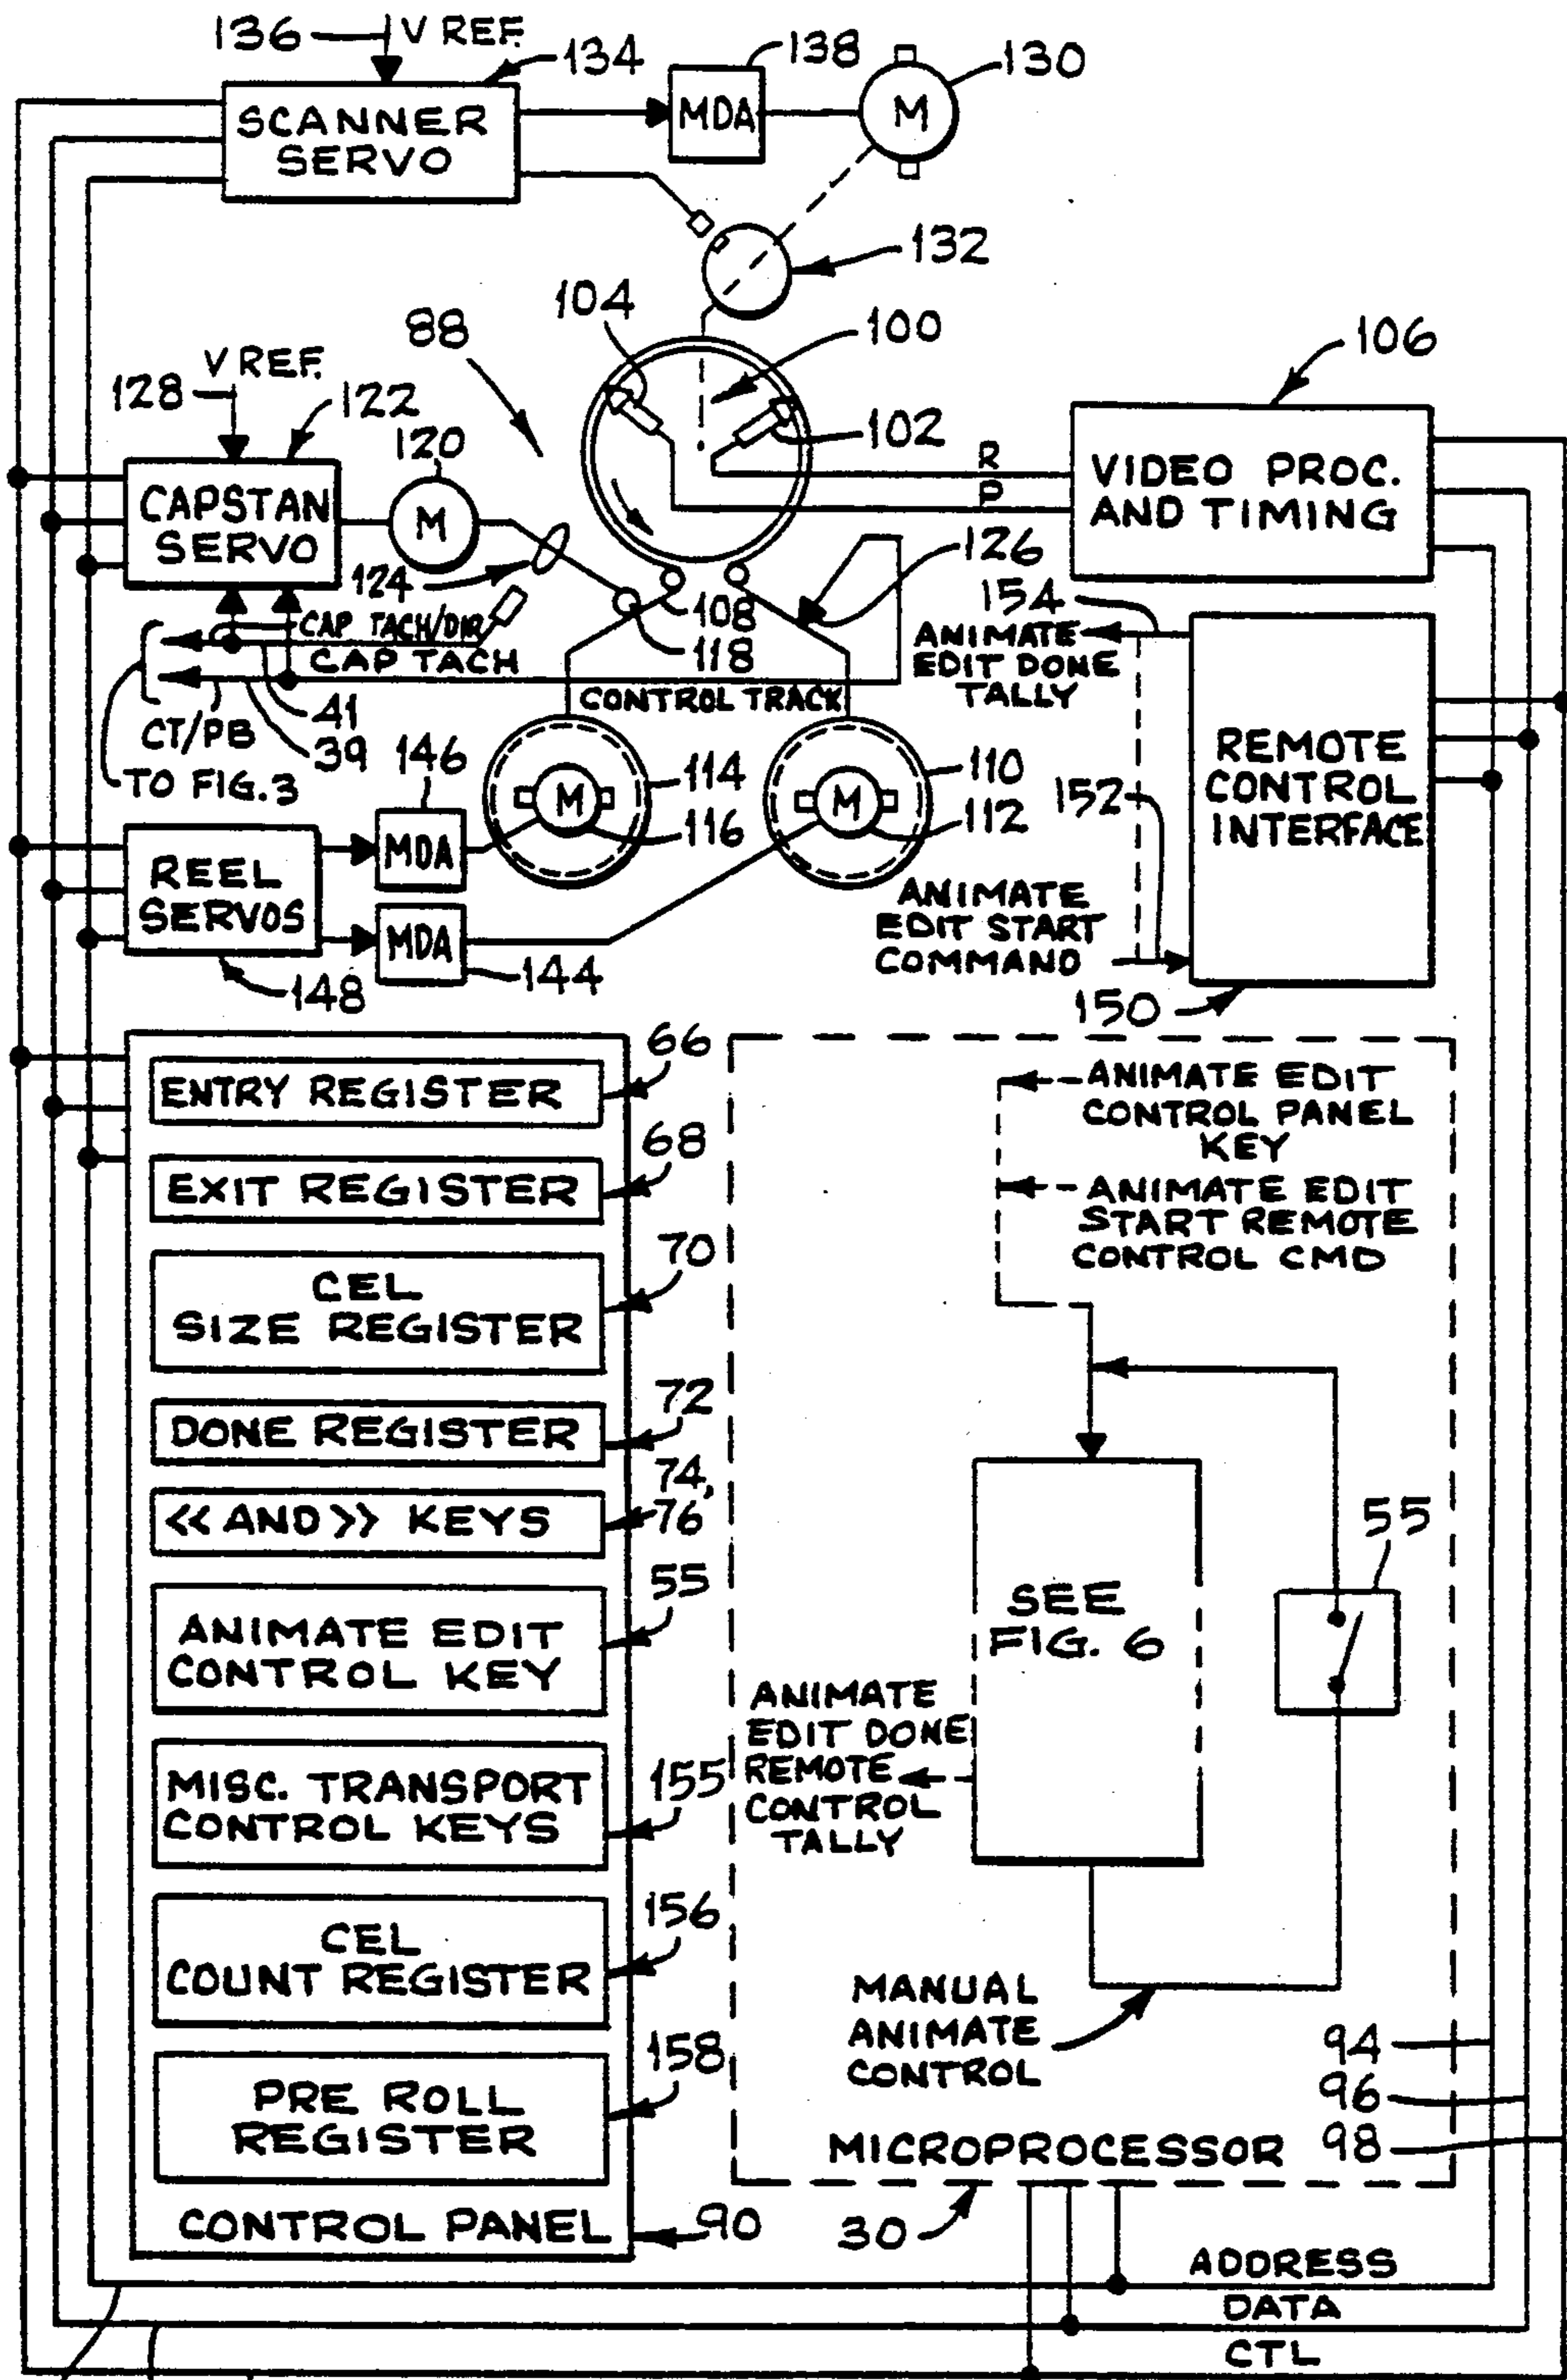 136 V REF. 134 138 130
SCANNER
SERVO
MDA
M
132
104
100
88
106
V REF.
128 122
120
102
CAPSTAN
SERVO
M
R
P
VIDEO PROC.
AND TIMING
124
126
108
118
CAP TACH/DIR
CAP TACH
154
ANIMATE
EDIT DONE
TALLY
CONTROL TRACK
41
CT/PB
39
TO FIG. 3
146
114
110
M
M
116
112
152
REMOTE
CONTROL
INTERFACE
REEL
SERVOS
MDA
MDA
148
144
ANIMATE
EDIT START
COMMAND
150
ENTRY REGISTER
66
EXIT REGISTER
68
CEL
SIZE REGISTER
70
DONE REGISTER
72
<< AND >> KEYS
74,
76
ANIMATE EDIT
CONTROL KEY
55
MISC. TRANSPORT
CONTROL KEYS
155
CEL
COUNT REGISTER
156
PRE ROLL
REGISTER
158
CONTROL PANEL
90
ANIMATE EDIT
CONTROL PANEL
KEY
ANIMATE EDIT
START REMOTE
CONTROL CMD
SEE
FIG. 6
55
ANIMATE
EDIT DONE
REMOTE
CONTROL
TALLY
MANUAL
ANIMATE
CONTROL
94
96
98
MICROPROCESSOR
30
ADDRESS
DATA
CTL